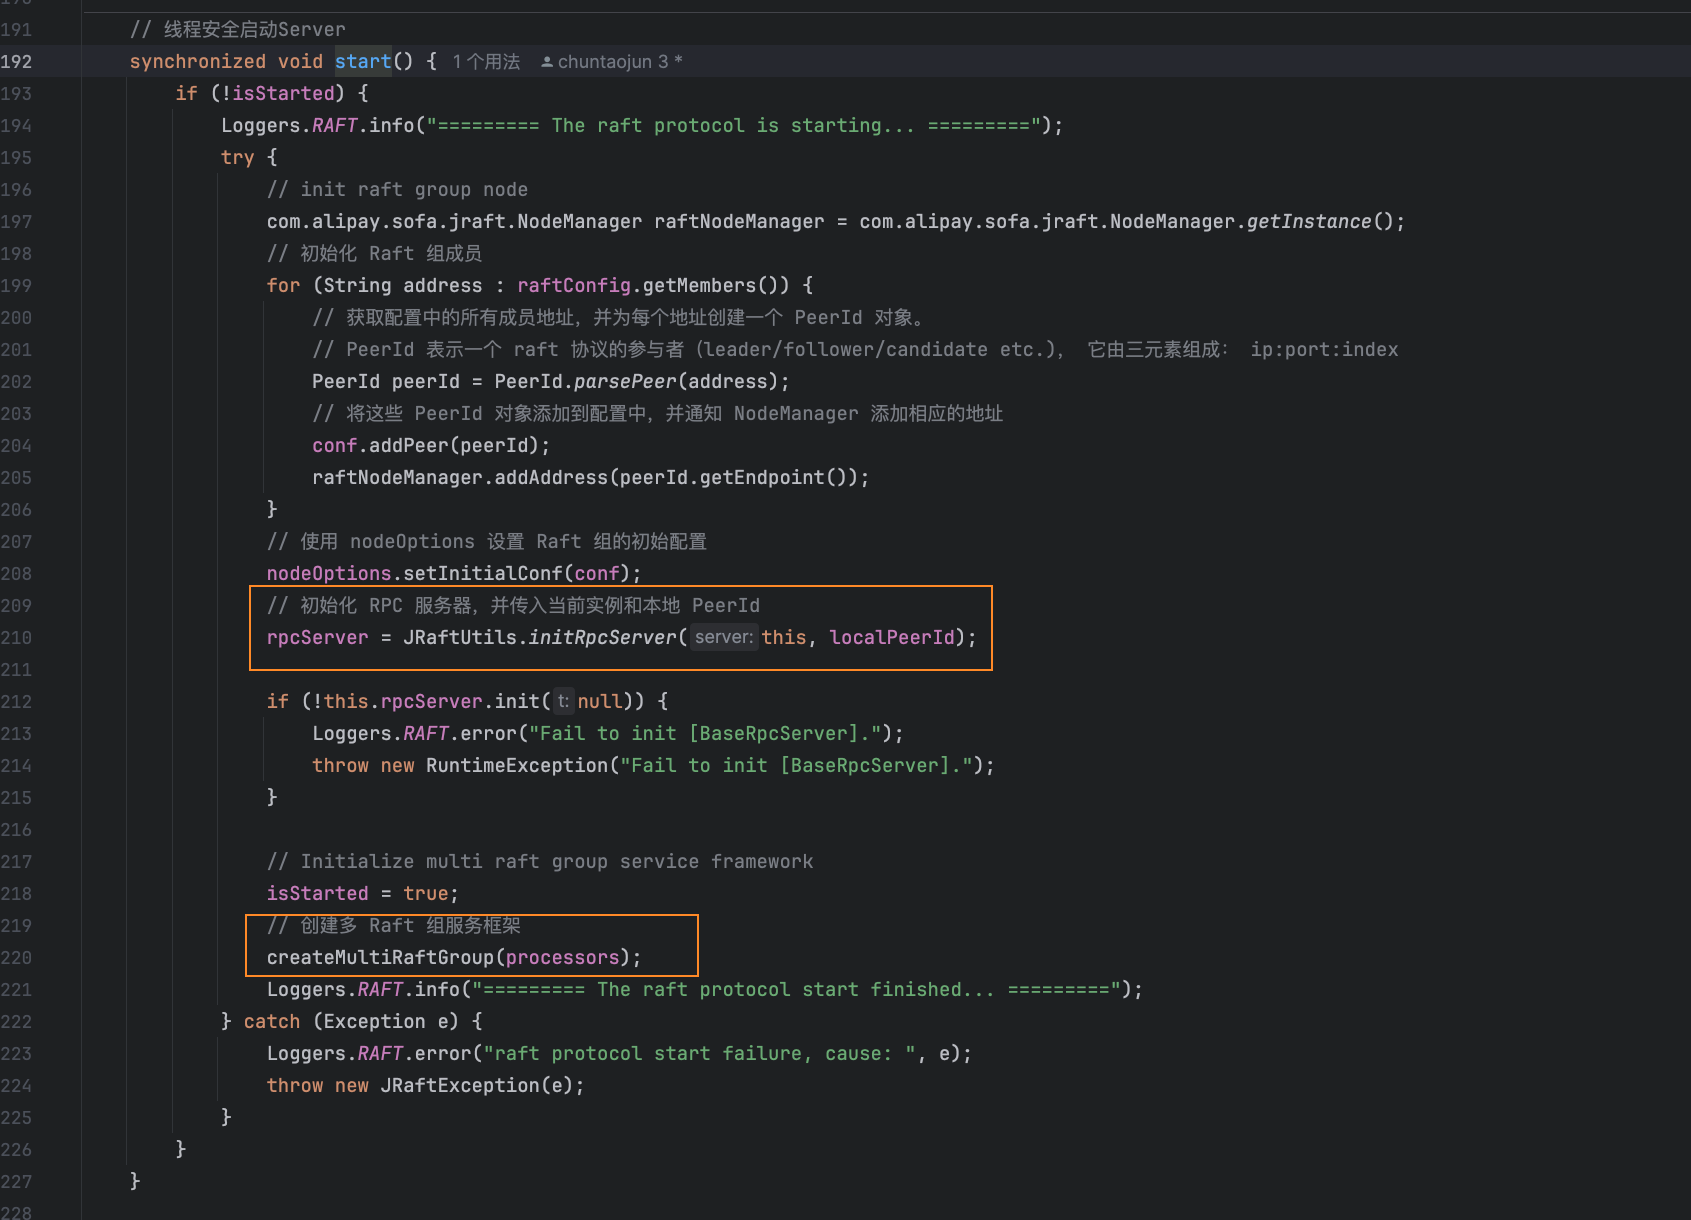 191 // 线程安全启动Server
192 synchronized void start() { 1 个用法 chuntaojun 3 *
193 if (!isStarted) {
194 Loggers.RAFT.info("========= The raft protocol is starting... =========");
195 try {
196 // init raft group node
197 com.alipay.sofa.jraft.NodeManager raftNodeManager = com.alipay.sofa.jraft.NodeManager.getInstance();
198 // 初始化 Raft 组成员
199 for (String address : raftConfig.getMembers()) {
200 // 获取配置中的所有成员地址，并为每个地址创建一个 PeerId 对象。
201 // PeerId 表示一个 raft 协议的参与者（leader/follower/candidate etc.）， 它由三元素组成： ip:port:index
202 PeerId peerId = PeerId.parsePeer(address);
203 // 将这些 PeerId 对象添加到配置中，并通知 NodeManager 添加相应的地址
204 conf.addPeer(peerId);
205 raftNodeManager.addAddress(peerId.getEndpoint());
206 }
207 // 使用 nodeOptions 设置 Raft 组的初始配置
208 nodeOptions.setInitialConf(conf);
209 // 初始化 RPC 服务器，并传入当前实例和本地 PeerId
210 rpcServer = JRaftUtils.initRpcServer( server: this, localPeerId);
211
212 if (!this.rpcServer.init( t: null)) {
213 Loggers.RAFT.error("Fail to init [BaseRpcServer].");
214 throw new RuntimeException("Fail to init [BaseRpcServer].");
215 }
216
217 // Initialize multi raft group service framework
218 isStarted = true;
219 // 创建多 Raft 组服务框架
220 createMultiRaftGroup(processors);
221 Loggers.RAFT.info("========= The raft protocol start finished... =========");
222 } catch (Exception e) {
223 Loggers.RAFT.error("raft protocol start failure, cause: ", e);
224 throw new JRaftException(e);
225 }
226 }
227 }
228